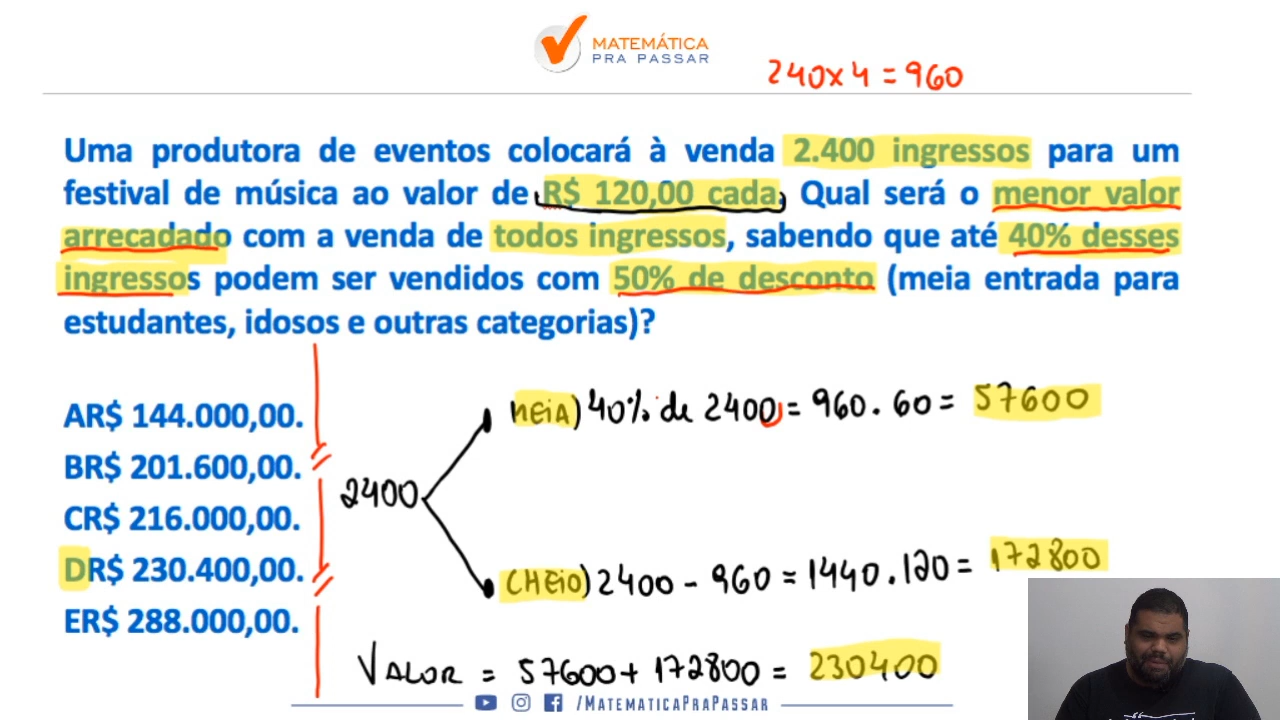 MATEMÁTICA
PRA PASSAR
240x4 = 960
Uma produtora de eventos colocará à venda 2.400 ingressos para um
festival de música ao valor de R$ 120,00 cada. Qual será o menor valor
arrecadado com a venda de todos ingressos, sabendo que até 40% desses
ingressos podem ser vendidos com 50% de desconto (meia entrada para
estudantes, idosos e outras categorias)?
AR$ 144.000,00.
BR$ 201.600,00.
CR$ 216.000,00.
DR$ 230.400,00.
ER$ 288.000,00.
2400
MEIA) 40% de 2400 = 960 . 60 = 57600
CHEIO) 2400 - 960 = 1440 . 120 = 172800
VALOR = 57600 + 172800 = 230400
/MATEMATICAPRAPASSAR